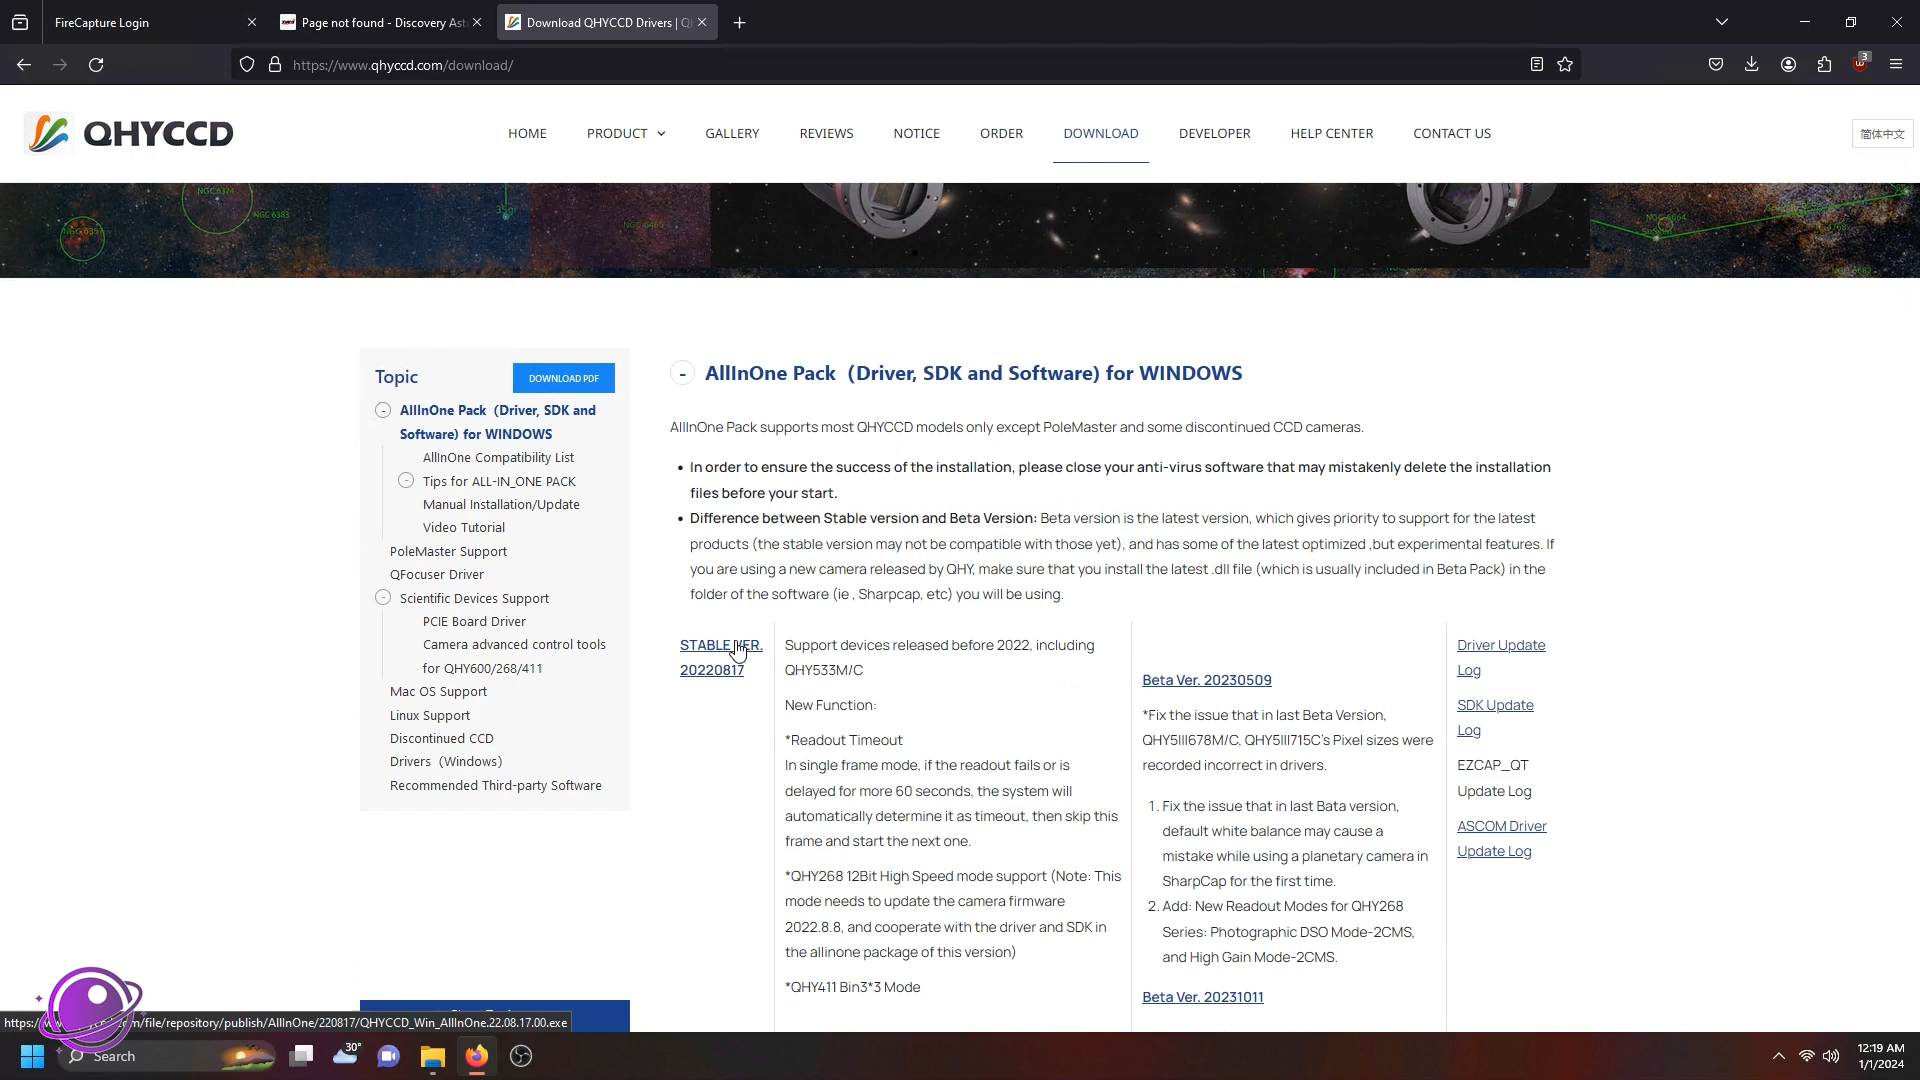 FireCapture Login
Page not found - Discovery Ast
Download QHYCCD Drivers | Q
https://www.qhyccd.com/download/
3
QHYCCD
HOME PRODUCT GALLERY REVIEWS NOTICE ORDER DOWNLOAD DEVELOPER HELP CENTER CONTACT US
简体中文
NGC 6374
NGC 6383
Topic
DOWNLOAD PDF
AllInOne Pack（Driver, SDK and
Software) for WINDOWS
AllInOne Compatibility List
Tips for ALL-IN_ONE PACK
Manual Installation/Update
Video Tutorial
PoleMaster Support
QFocuser Driver
Scientific Devices Support
PCIE Board Driver
Camera advanced control tools
for QHY600/268/411
Mac OS Support
Linux Support
Discontinued CCD
Drivers（Windows）
Recommended Third-party Software
- AllInOne Pack（Driver, SDK and Software) for WINDOWS
AllInOne Pack supports most QHYCCD models only except PoleMaster and some discontinued CCD cameras.
• In order to ensure the success of the installation, please close your anti-virus software that may mistakenly delete the installation
files before your start.
• Difference between Stable version and Beta Version: Beta version is the latest version, which gives priority to support for the latest
products (the stable version may not be compatible with those yet), and has some of the latest optimized ,but experimental features. If
you are using a new camera released by QHY, make sure that you install the latest .dll file (which is usually included in Beta Pack) in the
folder of the software (ie , Sharpcap, etc) you will be using.
STABLE VER.
20220817
Support devices released before 2022, including
QHY533M/C
New Function:
*Readout Timeout
In single frame mode, if the readout fails or is
delayed for more 60 seconds, the system will
automatically determine it as timeout, then skip this
frame and start the next one.
*QHY268 12Bit High Speed mode support (Note: This
mode needs to update the camera firmware
2022.8.8, and cooperate with the driver and SDK in
the allinone package of this version)
*QHY411 Bin3*3 Mode
Beta Ver. 20230509
*Fix the issue that in last Beta Version,
QHY5III678M/C, QHY5III715C's Pixel sizes were
recorded incorrect in drivers.
1. Fix the issue that in last Bata version,
default white balance may cause a
mistake while using a planetary camera in
SharpCap for the first time.
2. Add: New Readout Modes for QHY268
Series: Photographic DSO Mode-2CMS,
and High Gain Mode-2CMS.
Beta Ver. 20231011
Driver Update
Log
SDK Update
Log
EZCAP_QT
Update Log
ASCOM Driver
Update Log
/file/repository/publish/AllInOne/220817/QHYCCD_Win_AllInOne.22.08.17.00.exe
Search
30°
12:19 AM
1/1/2024